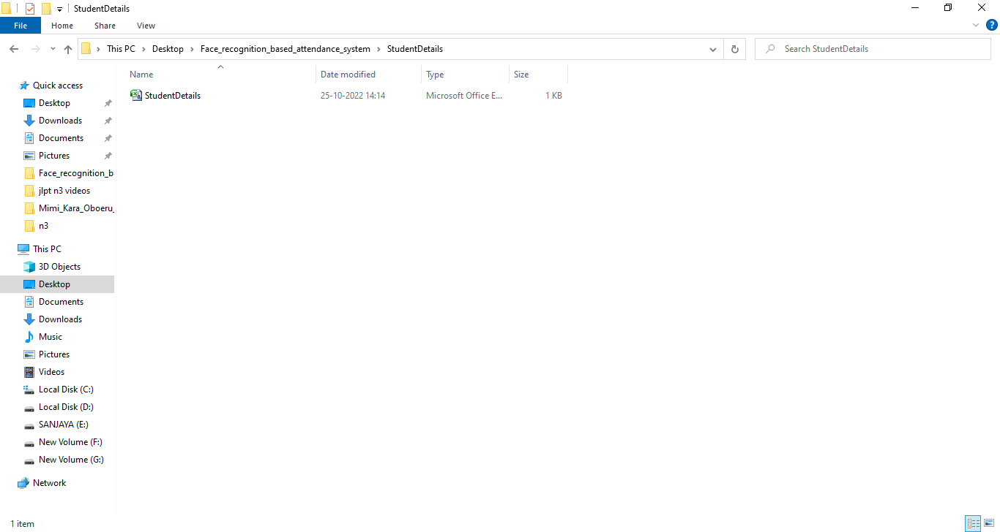 StudentDetails
File Home Share View
This PC Desktop Face_recognition_based_attendance_system StudentDetails
Search StudentDetails
Name Date modified Type Size
StudentDetails 25-10-2022 14:14 Microsoft Office E... 1 KB
Quick access
Desktop
Downloads
Documents
Pictures
Face_recognition_ba
jlpt n3 videos
Mimi_Kara_Oboeru_
n3
This PC
3D Objects
Desktop
Documents
Downloads
Music
Pictures
Videos
Local Disk (C:)
Local Disk (D:)
SANJAYA (E:)
New Volume (F:)
New Volume (G:)
Network
1 item